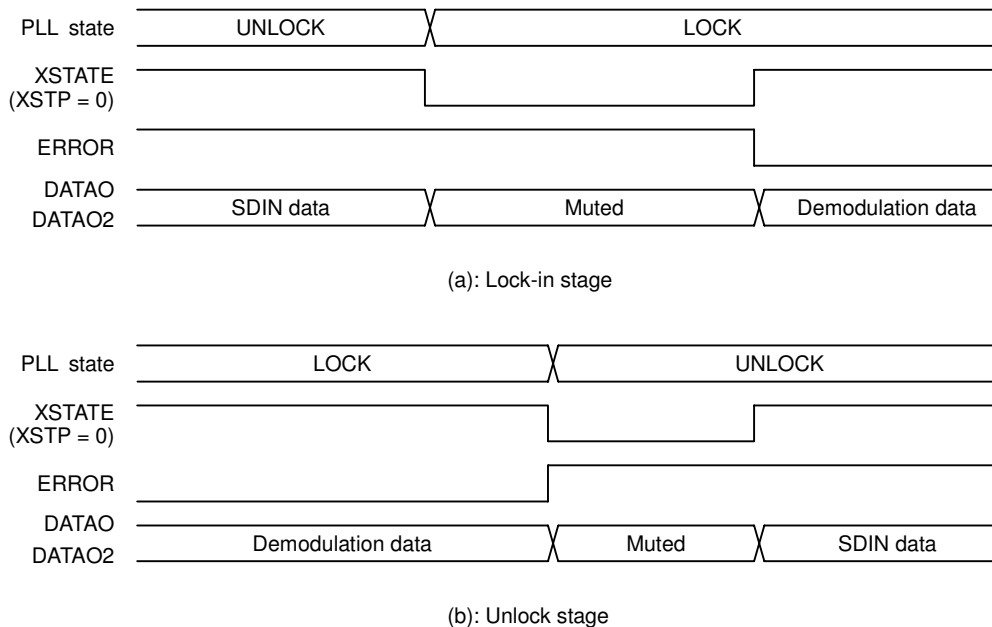 PLL state
UNLOCK
LOCK
XSTATE
(XSTP = 0)
ERROR
DATAO
DATAO2
SDIN data
Muted
Demodulation data
(a): Lock-in stage
PLL state
LOCK
UNLOCK
XSTATE
(XSTP = 0)
ERROR
DATAO
DATAO2
Demodulation data
Muted
SDIN data
(b): Unlock stage